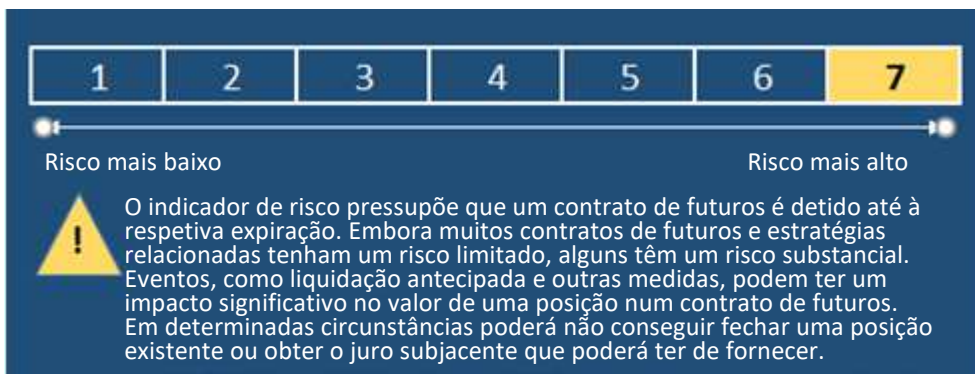 1 2 3 4 5 6 7
Risco mais baixo Risco mais alto
! O indicador de risco pressupõe que um contrato de futuros é detido até à
respetiva expiração. Embora muitos contratos de futuros e estratégias
relacionadas tenham um risco limitado, alguns têm um risco substancial.
Eventos, como liquidação antecipada e outras medidas, podem ter um
impacto significativo no valor de uma posição num contrato de futuros.
Em determinadas circunstâncias poderá não conseguir fechar uma posição
existente ou obter o juro subjacente que poderá ter de fornecer.